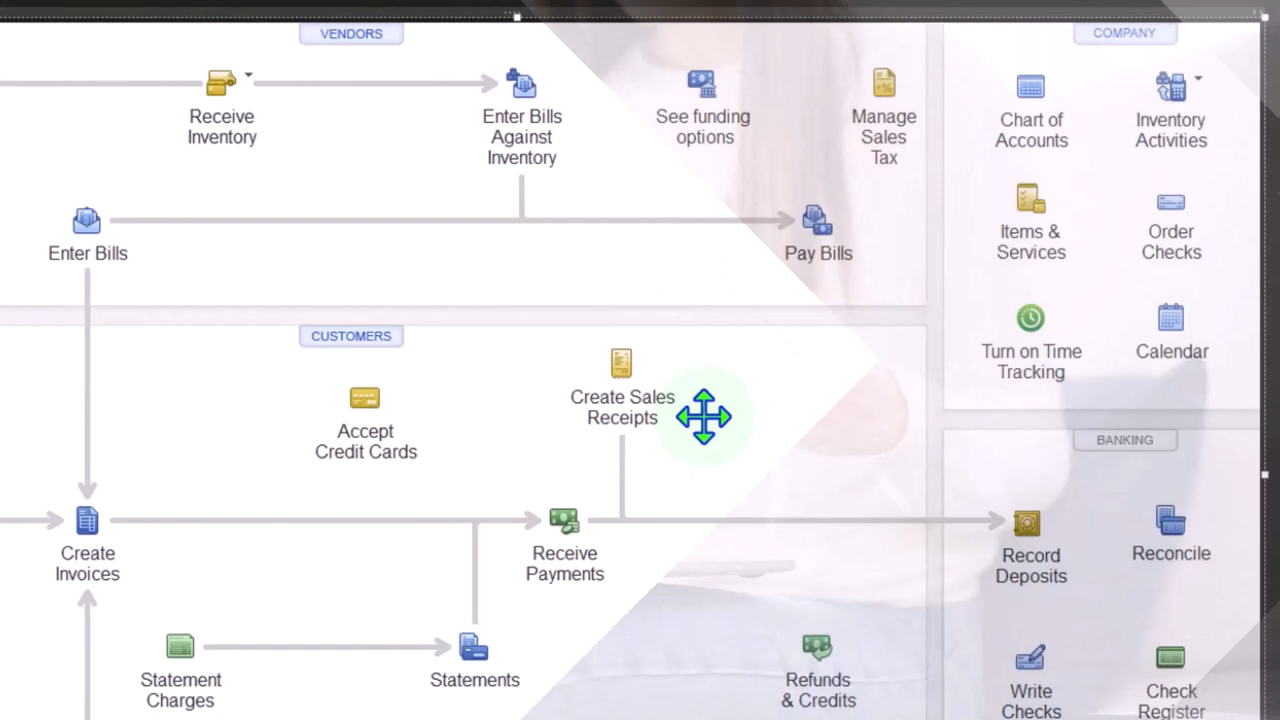 VENDORS
COMPANY
Receive
Inventory
Enter Bills
Against
Inventory
See funding
options
Manage
Sales
Tax
Chart of
Accounts
Inventory
Activities
Enter Bills
Pay Bills
Items &
Services
Order
Checks
Turn on Time
Tracking
Calendar
CUSTOMERS
Create Sales
Receipts
Accept
Credit Cards
BANKING
Create
Invoices
Receive
Payments
Record
Deposits
Reconcile
Statement
Charges
Statements
Refunds
& Credits
Write
Checks
Check
Register